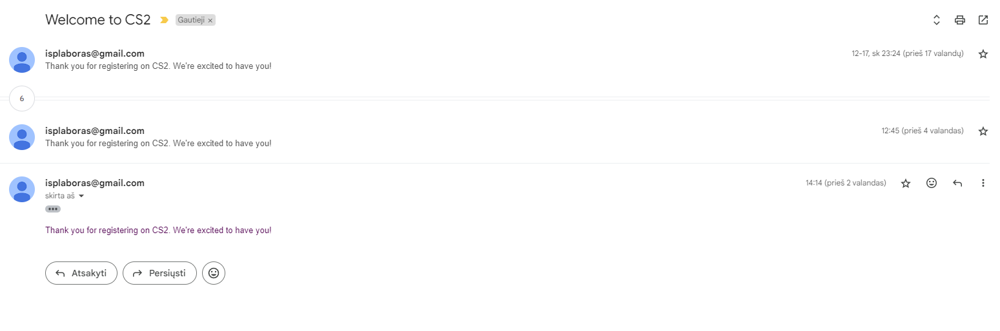 Welcome to CS2 Gautieji ×
isplaboras@gmail.com 12-17, sk 23:24 (prieš 17 valandų)
Thank you for registering on CS2. We're excited to have you!
6
isplaboras@gmail.com 12:45 (prieš 4 valandas)
Thank you for registering on CS2. We're excited to have you!
isplaboras@gmail.com 14:14 (prieš 2 valandas)
skirta aš
Thank you for registering on CS2. We're excited to have you!
Atsakyti Persiųsti